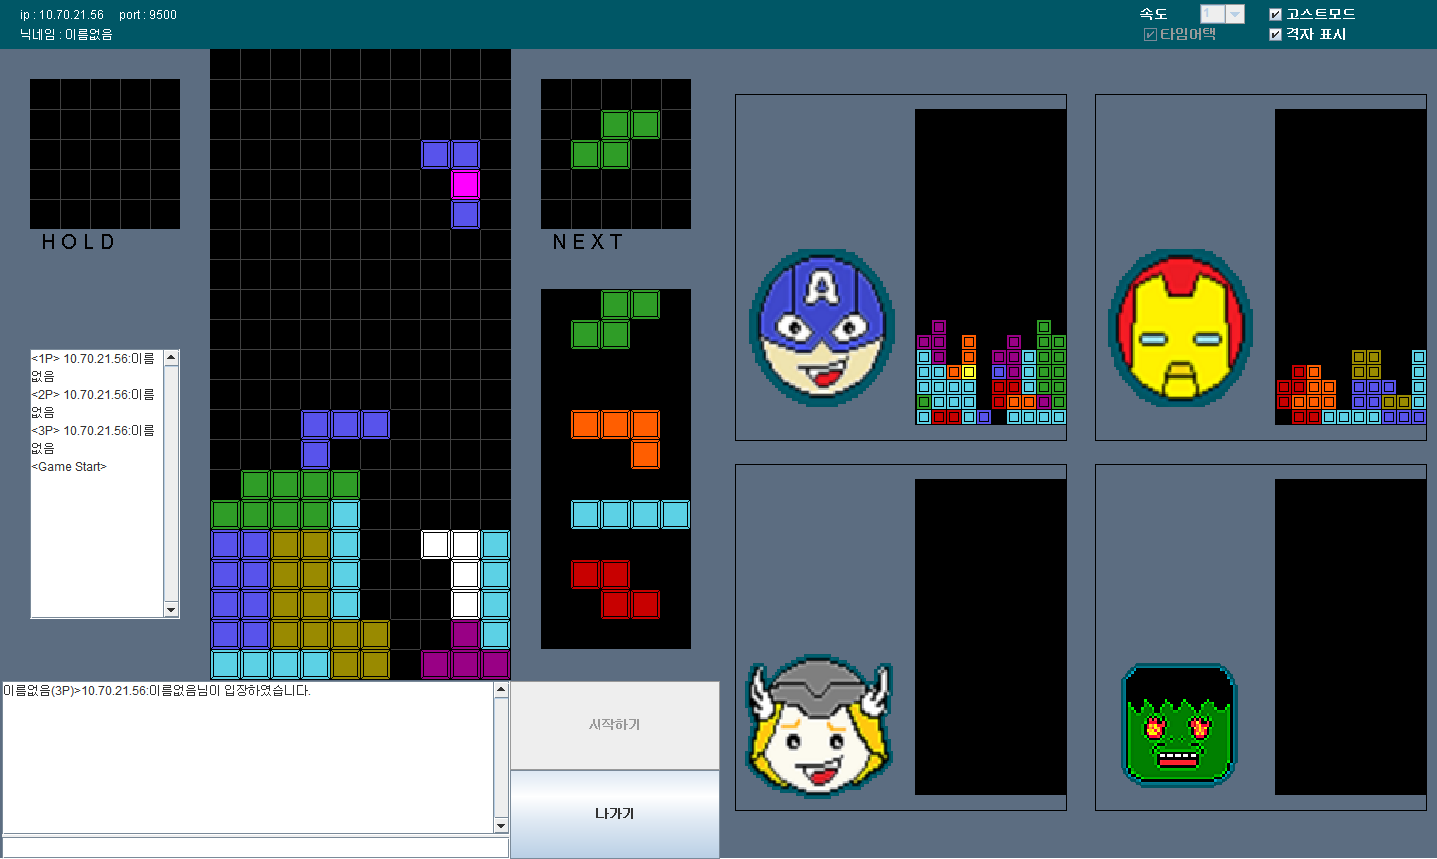 ip : 10.70.21.56 port : 9500
닉네임 : 이름없음
속도 1
고스트모드
타임어택
격자 표시
HOLD
NEXT
<1P> 10.70.21.56:이름
없음
<2P> 10.70.21.56:이름
없음
<3P> 10.70.21.56:이름
없음
<Game Start>
A
이름없음(3P)>10.70.21.56:이름없음님이 입장하였습니다.
시작하기
나가기